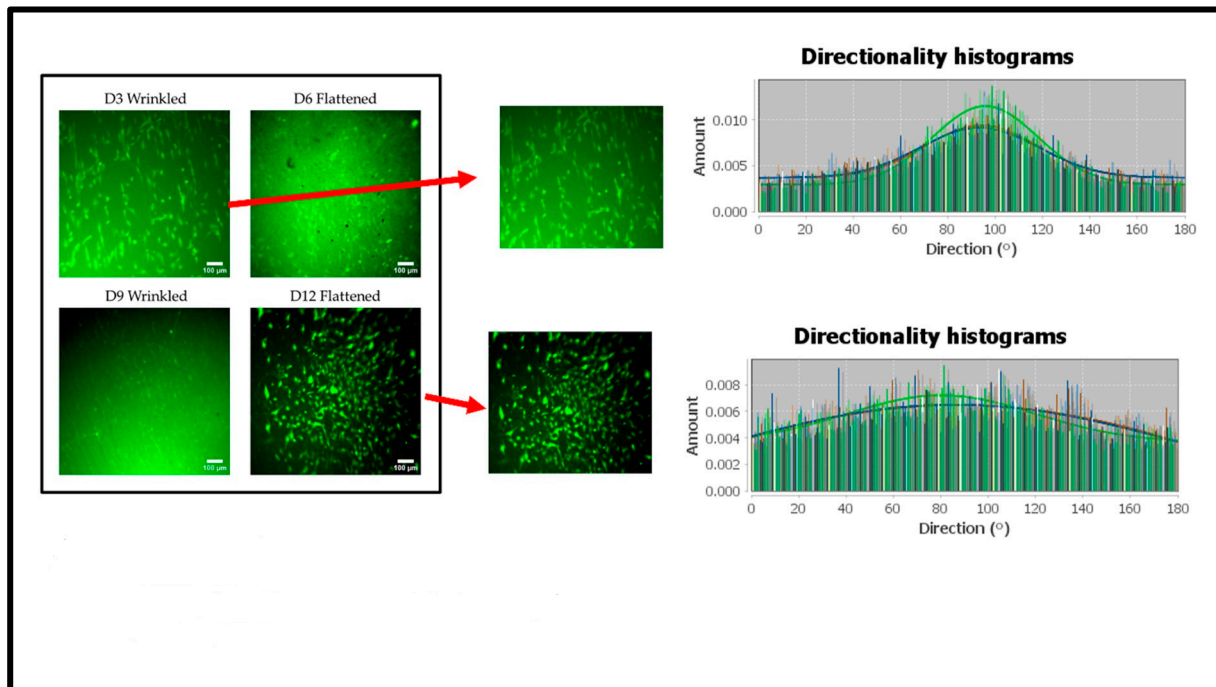 D3 Wrinkled
D6 Flattened
100 µm
100 µm
D9 Wrinkled
D12 Flattened
100 µm
100 µm
Directionality histograms
Amount
0.010
0.005
0.000
0 20 40 60 80 100 120 140 160 180
Direction (°)
Directionality histograms
Amount
0.008
0.006
0.004
0.002
0.000
0 20 40 60 80 100 120 140 160 180
Direction (°)